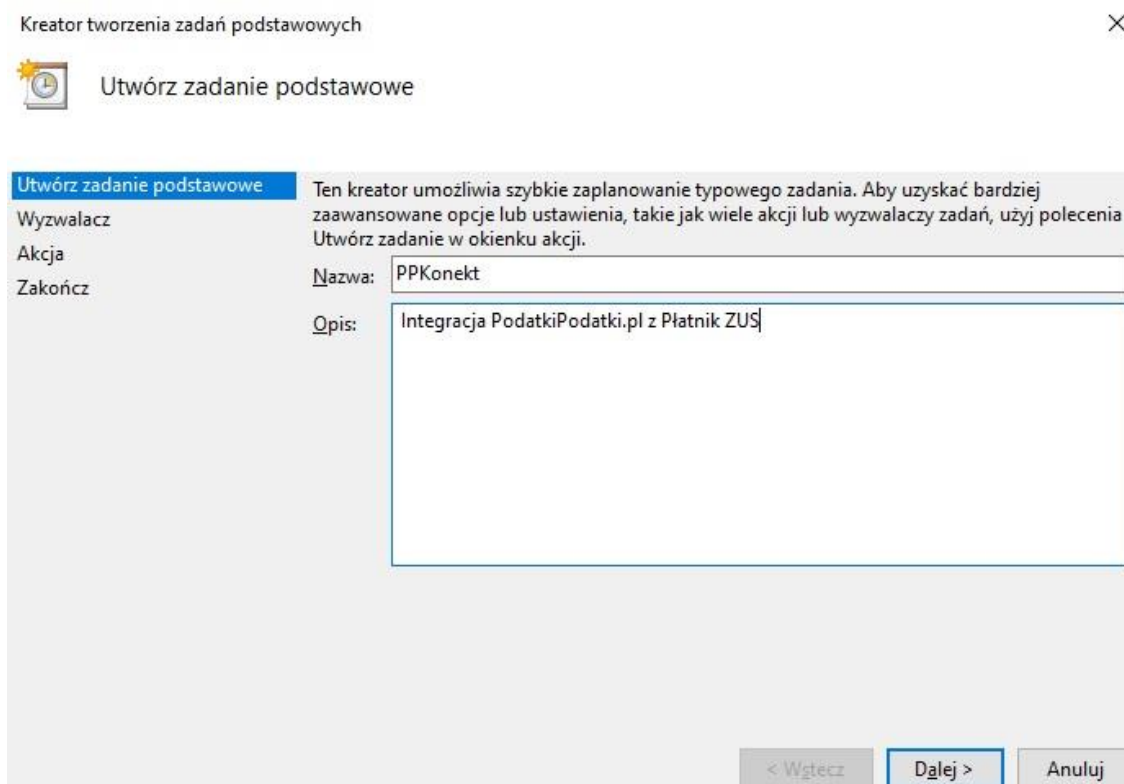 Kreator tworzenia zadań podstawowych
Utwórz zadanie podstawowe
Utwórz zadanie podstawowe
Wyzwalacz
Akcja
Zakończ
Ten kreator umożliwia szybkie zaplanowanie typowego zadania. Aby uzyskać bardziej
zaawansowane opcje lub ustawienia, takie jak wiele akcji lub wyzwalaczy zadań, użyj polecenia
Utwórz zadanie w okienku akcji.
Nazwa: PPKonekt
Opis: Integracja PodatkiPodatki.pl z Płatnik ZUS
< Wstecz Dalej > Anuluj